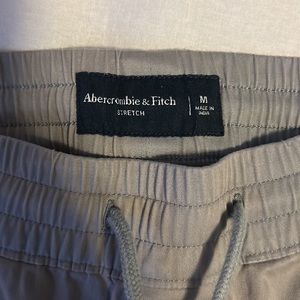 Abercrombie & Fitch
STRETCH
M
MADE IN
INDIA